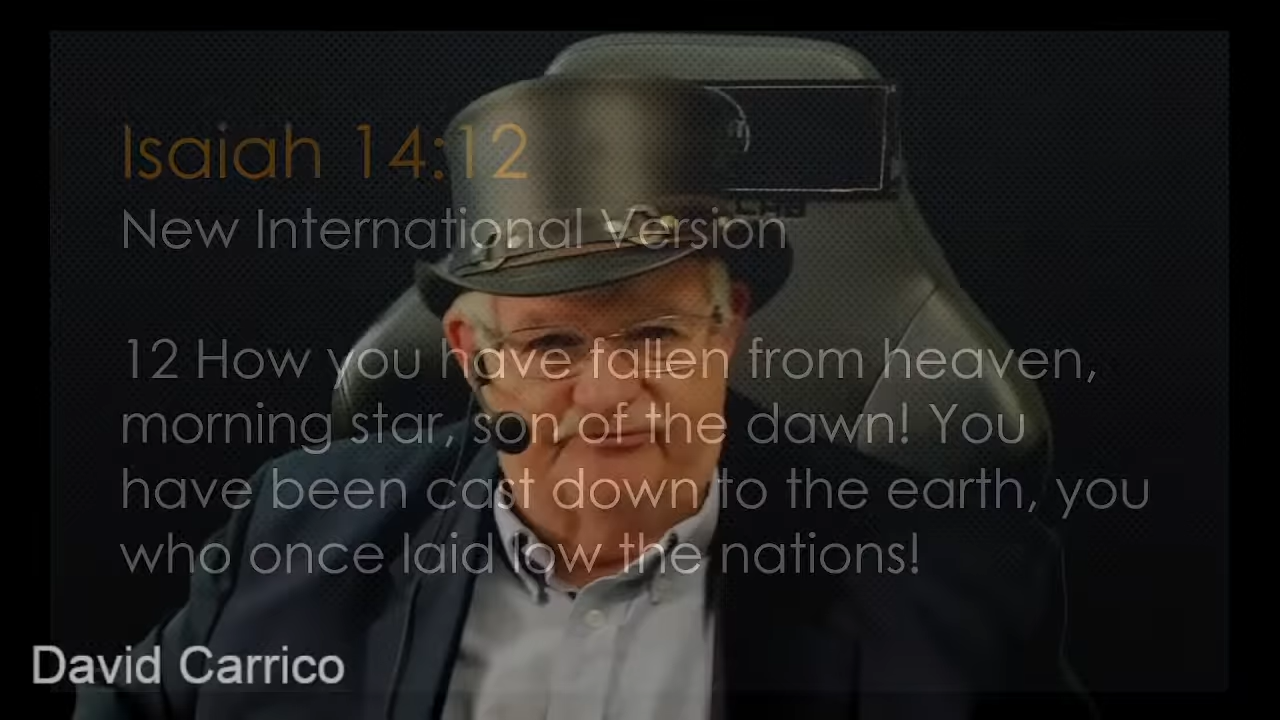 Isaiah 14:12
New International Version
12 How you have fallen from heaven,
morning star, son of the dawn! You
have been cast down to the earth, you
who once laid low the nations!
David Carrico